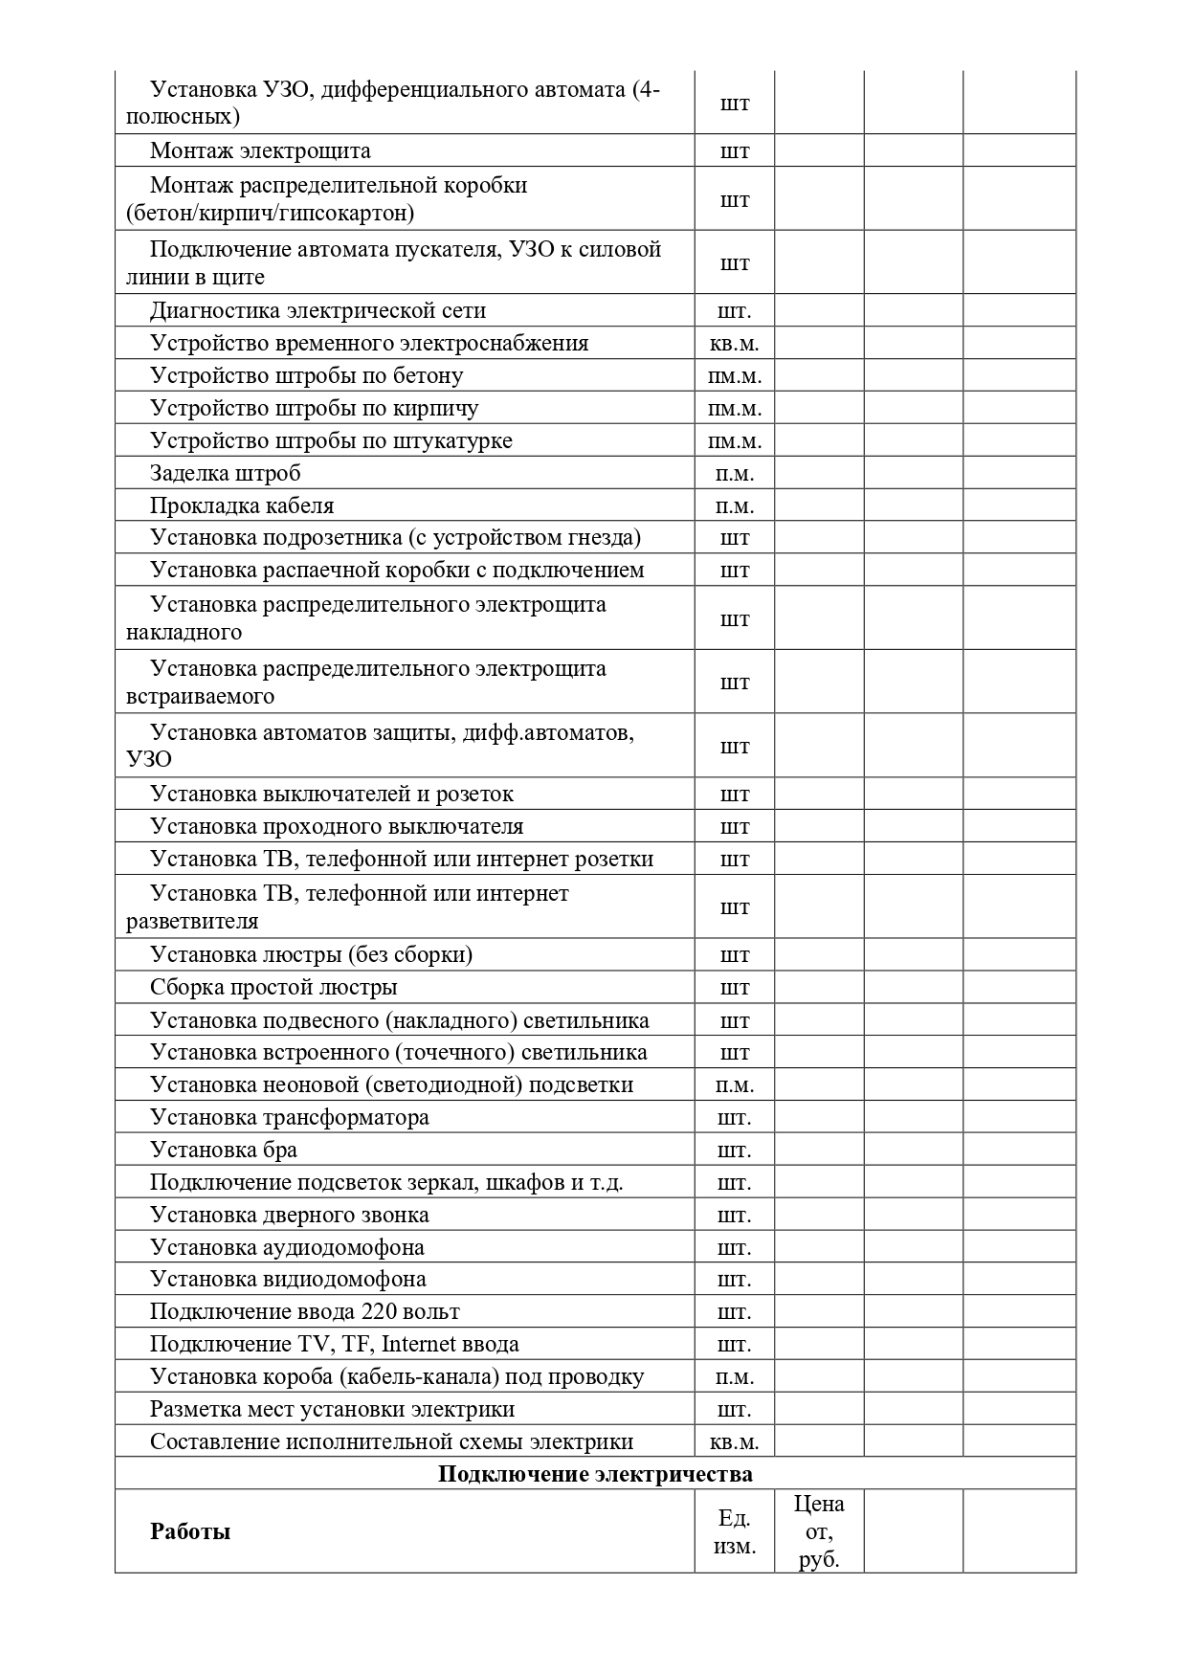 Установка УЗО, дифференциального автомата (4-
полюсных) шт
Монтаж электрощита шт
Монтаж распределительной коробки
(бетон/кирпич/гипсокартон) шт
Подключение автомата пускателя, УЗО к силовой
линии в щите шт
Диагностика электрической сети шт.
Устройство временного электроснабжения кв.м.
Устройство штробы по бетону пм.м.
Устройство штробы по кирпичу пм.м.
Устройство штробы по штукатурке пм.м.
Заделка штроб п.м.
Прокладка кабеля п.м.
Установка подрозетника (с устройством гнезда) шт
Установка распаечной коробки с подключением шт
Установка распределительного электрощита
накладного шт
Установка распределительного электрощита
встраиваемого шт
Установка автоматов защиты, дифф.автоматов,
УЗО шт
Установка выключателей и розеток шт
Установка проходного выключателя шт
Установка ТВ, телефонной или интернет розетки шт
Установка ТВ, телефонной или интернет
разветвителя шт
Установка люстры (без сборки) шт
Сборка простой люстры шт
Установка подвесного (накладного) светильника шт
Установка встроенного (точечного) светильника шт
Установка неоновой (светодиодной) подсветки п.м.
Установка трансформатора шт.
Установка бра шт.
Подключение подсветок зеркал, шкафов и т.д. шт.
Установка дверного звонка шт.
Установка аудиодомофона шт.
Установка видиодомофона шт.
Подключение ввода 220 вольт шт.
Подключение TV, TF, Internet ввода шт.
Установка короба (кабель-канала) под проводку п.м.
Разметка мест установки электрики шт.
Составление исполнительной схемы электрики кв.м.
Подключение электричества
Работы
Ед.
изм.
Цена
от,
руб.